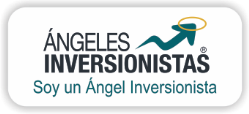 ÁNGELES
INVERSIONISTAS®
Soy un Ángel Inversionista